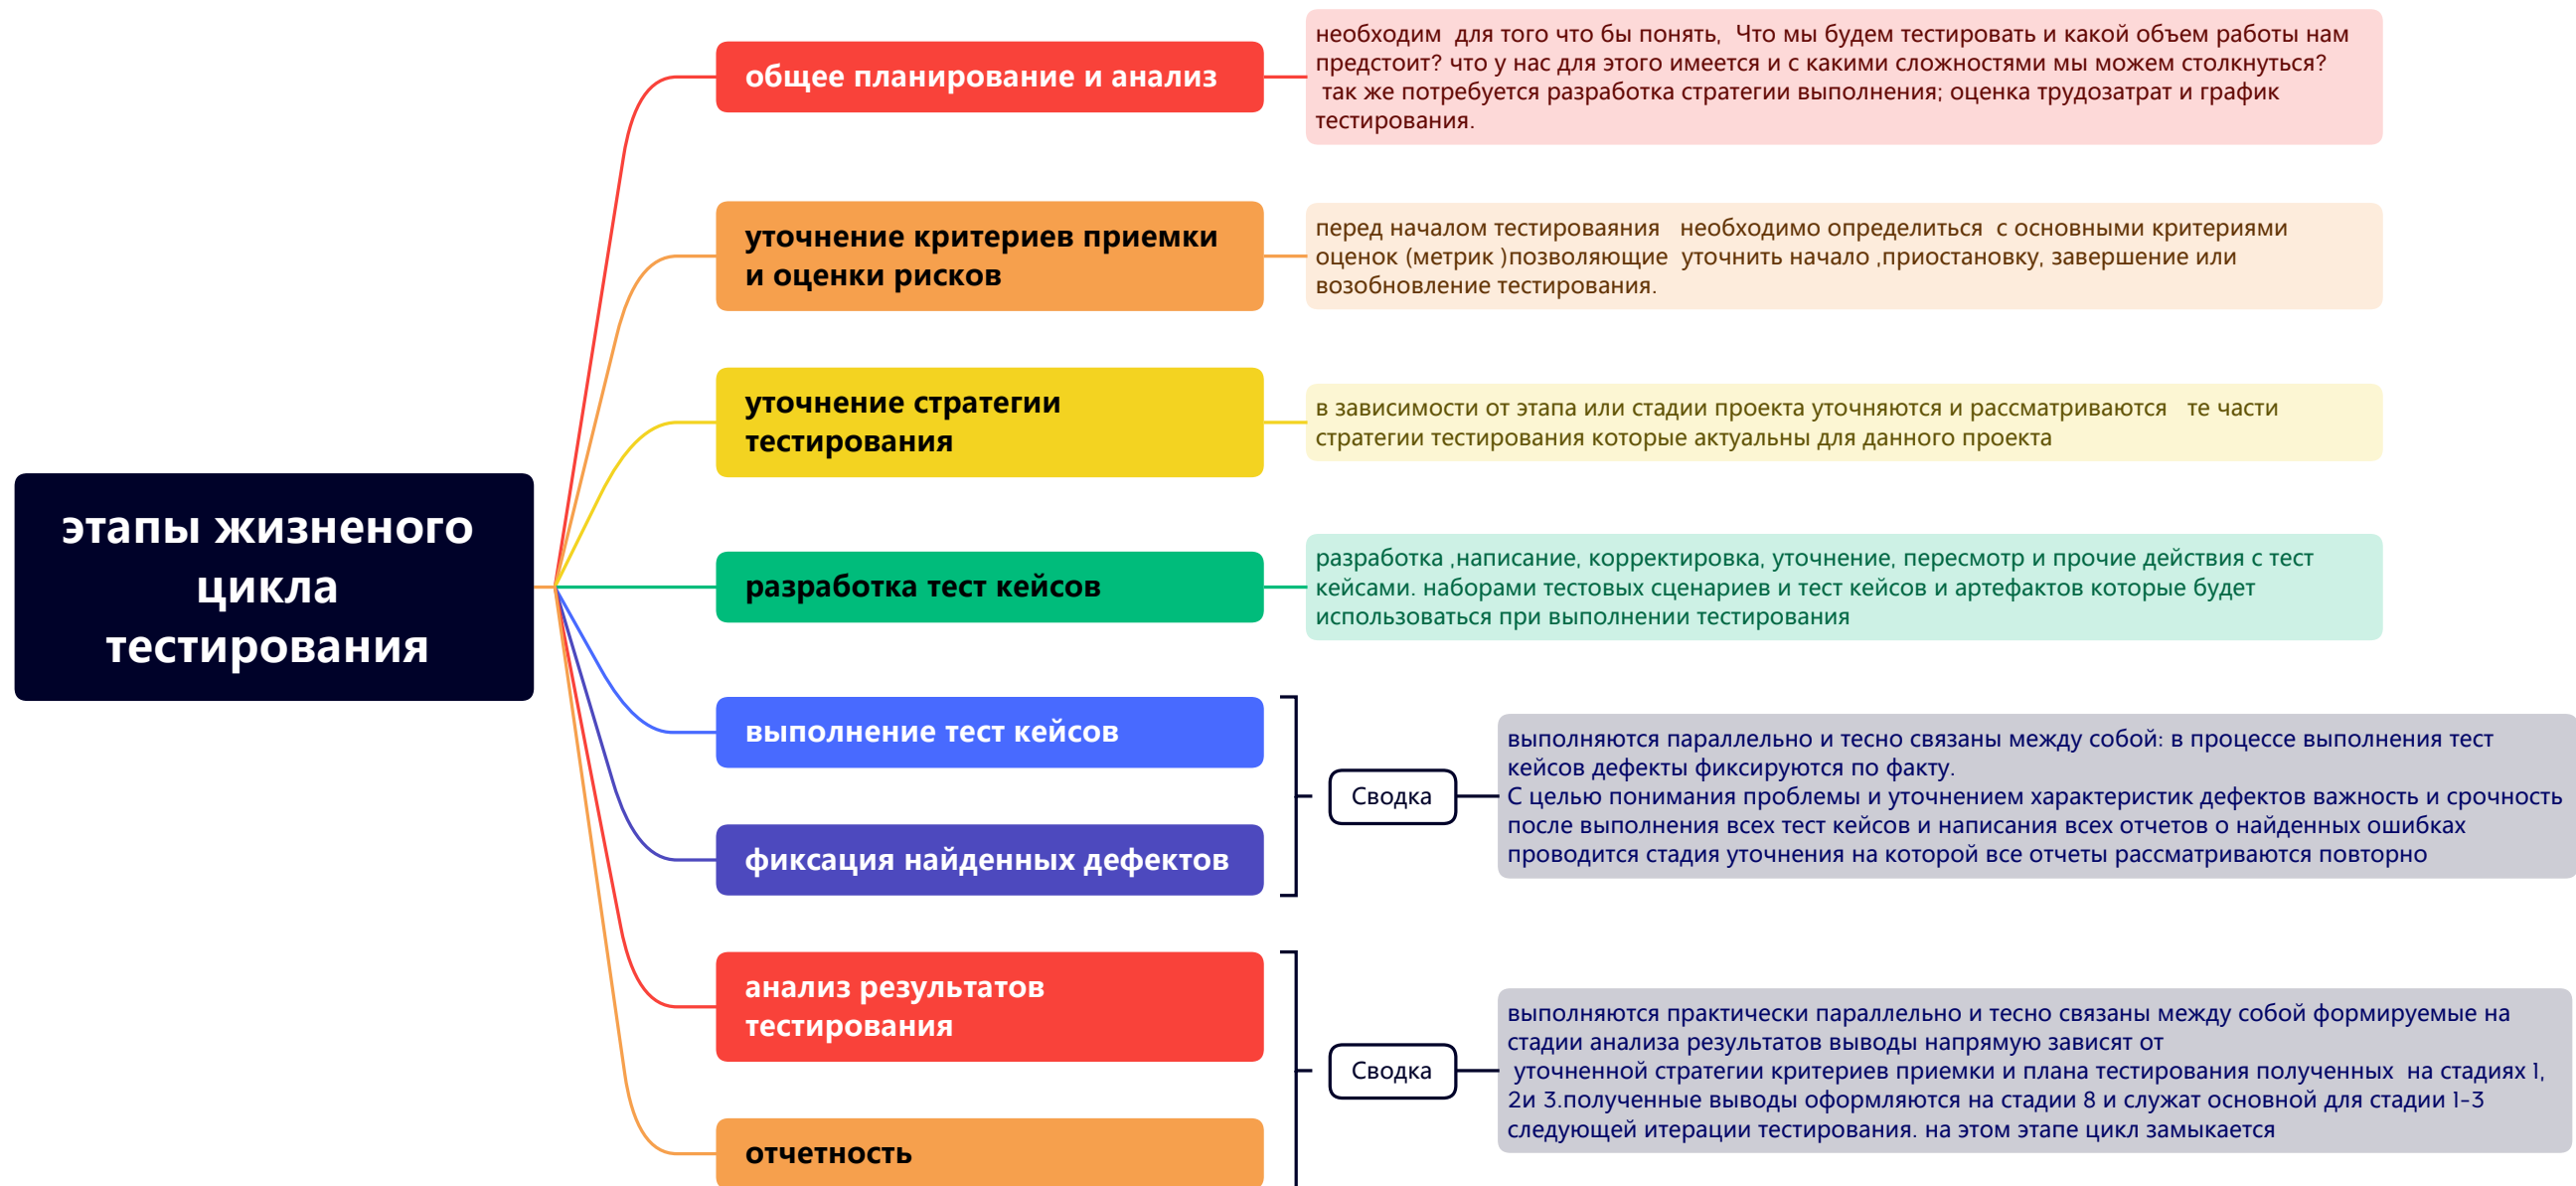 этапы жизненого
цикла
тестирования
общее планирование и анализ
необходим для того что бы понять, Что мы будем тестировать и какой объем работы нам
предстоит? что у нас для этого имеется и с какими сложностями мы можем столкнуться?
так же потребуется разработка стратегии выполнения; оценка трудозатрат и график
тестирования.
уточнение критериев приемки
и оценки рисков
перед началом тестироваяния необходимо определиться с основными критериями
оценок (метрик )позволяющие уточнить начало ,приостановку, завершение или
возобновление тестирования.
уточнение стратегии
тестирования
в зависимости от этапа или стадии проекта уточняются и рассматриваются те части
стратегии тестирования которые актуальны для данного проекта
разработка тест кейсов
разработка ,написание, корректировка, уточнение, пересмотр и прочие действия с тест
кейсами. наборами тестовых сценариев и тест кейсов и артефактов которые будет
использоваться при выполнении тестирования
выполнение тест кейсов
фиксация найденных дефектов
Сводка
выполняются параллельно и тесно связаны между собой: в процессе выполнения тест
кейсов дефекты фиксируются по факту.
С целью понимания проблемы и уточнением характеристик дефектов важность и срочность
после выполнения всех тест кейсов и написания всех отчетов о найденных ошибках
проводится стадия уточнения на которой все отчеты рассматриваются повторно
анализ результатов
тестирования
отчетность
Сводка
выполняются практически параллельно и тесно связаны между собой формируемые на
стадии анализа результатов выводы напрямую зависят от
уточненной стратегии критериев приемки и плана тестирования полученных на стадиях 1,
2и 3.полученные выводы оформляются на стадии 8 и служат основной для стадии 1-3
следующей итерации тестирования. на этом этапе цикл замыкается